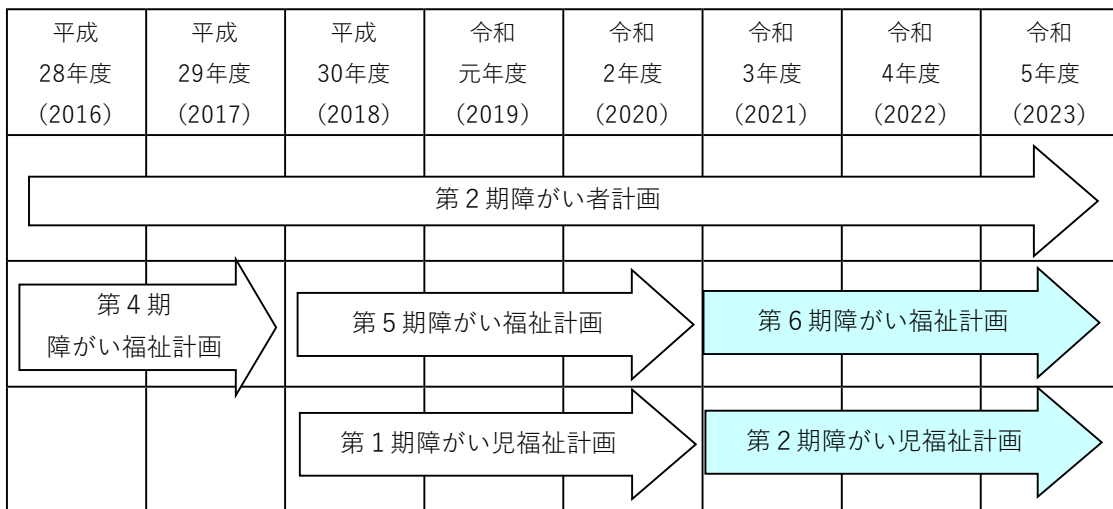 平成 平成 平成 令和 令和 令和 令和 令和
28年度 29年度 30年度 元年度 2年度 3年度 4年度 5年度
（2016） （2017） （2018） （2019） （2020） （2021） （2022） （2023）
第２期障がい者計画
第４期
障がい福祉計画
第５期障がい福祉計画
第６期障がい福祉計画
第１期障がい児福祉計画
第２期障がい児福祉計画